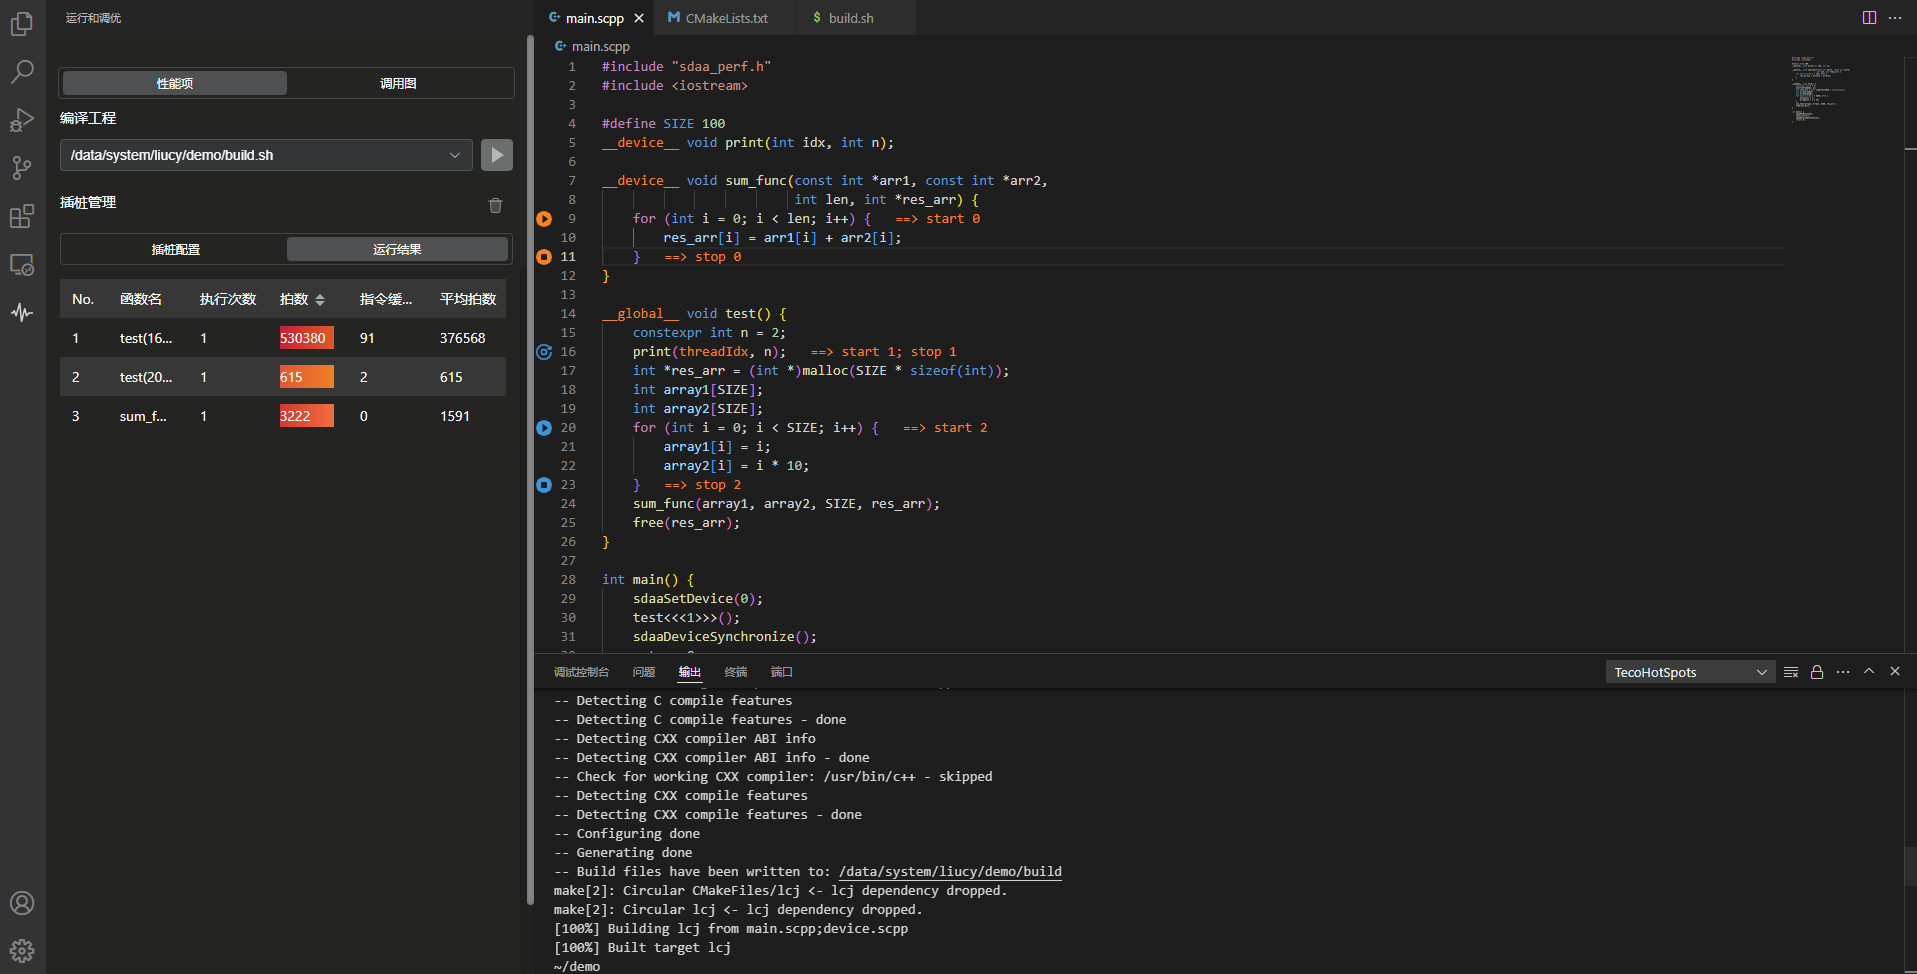 运行和调优
性能项 调用图
编译工程
/data/system/liucy/demo/build.sh
插桩管理
插桩配置 运行结果
No. 函数名 执行次数 拍数 指令缓... 平均拍数
1 test(16... 1 530380 91 376568
2 test(20... 1 615 2 615
3 sum_f... 1 3222 0 1591
main.scpp CMakeLists.txt build.sh
main.scpp
1 #include "sdaa_perf.h"
2 #include <iostream>
3
4 #define SIZE 100
5 __device__ void print(int idx, int n);
6
7 __device__ void sum_func(const int *arr1, const int *arr2,
8 int len, int *res_arr) {
9 for (int i = 0; i < len; i++) { ==> start 0
10 res_arr[i] = arr1[i] + arr2[i];
11 } ==> stop 0
12 }
13
14 __global__ void test() {
15 constexpr int n = 2;
16 print(threadIdx, n); ==> start 1; stop 1
17 int *res_arr = (int *)malloc(SIZE * sizeof(int));
18 int array1[SIZE];
19 int array2[SIZE];
20 for (int i = 0; i < SIZE; i++) { ==> start 2
21 array1[i] = i;
22 array2[i] = i * 10;
23 } ==> stop 2
24 sum_func(array1, array2, SIZE, res_arr);
25 free(res_arr);
26 }
27
28 int main() {
29 sdaaSetDevice(0);
30 test<<<1>>>();
31 sdaaDeviceSynchronize();
调试控制台 问题 输出 终端 端口 TecoHotSpots
-- Detecting C compile features
-- Detecting C compile features - done
-- Detecting CXX compiler ABI info
-- Detecting CXX compiler ABI info - done
-- Check for working CXX compiler: /usr/bin/c++ - skipped
-- Detecting CXX compile features
-- Detecting CXX compile features - done
-- Configuring done
-- Generating done
-- Build files have been written to: /data/system/liucy/demo/build
make[2]: Circular CMakeFiles/lcj <- lcj dependency dropped.
make[2]: Circular lcj <- lcj dependency dropped.
[100%] Building lcj from main.scpp;device.scpp
[100%] Built target lcj
~/demo